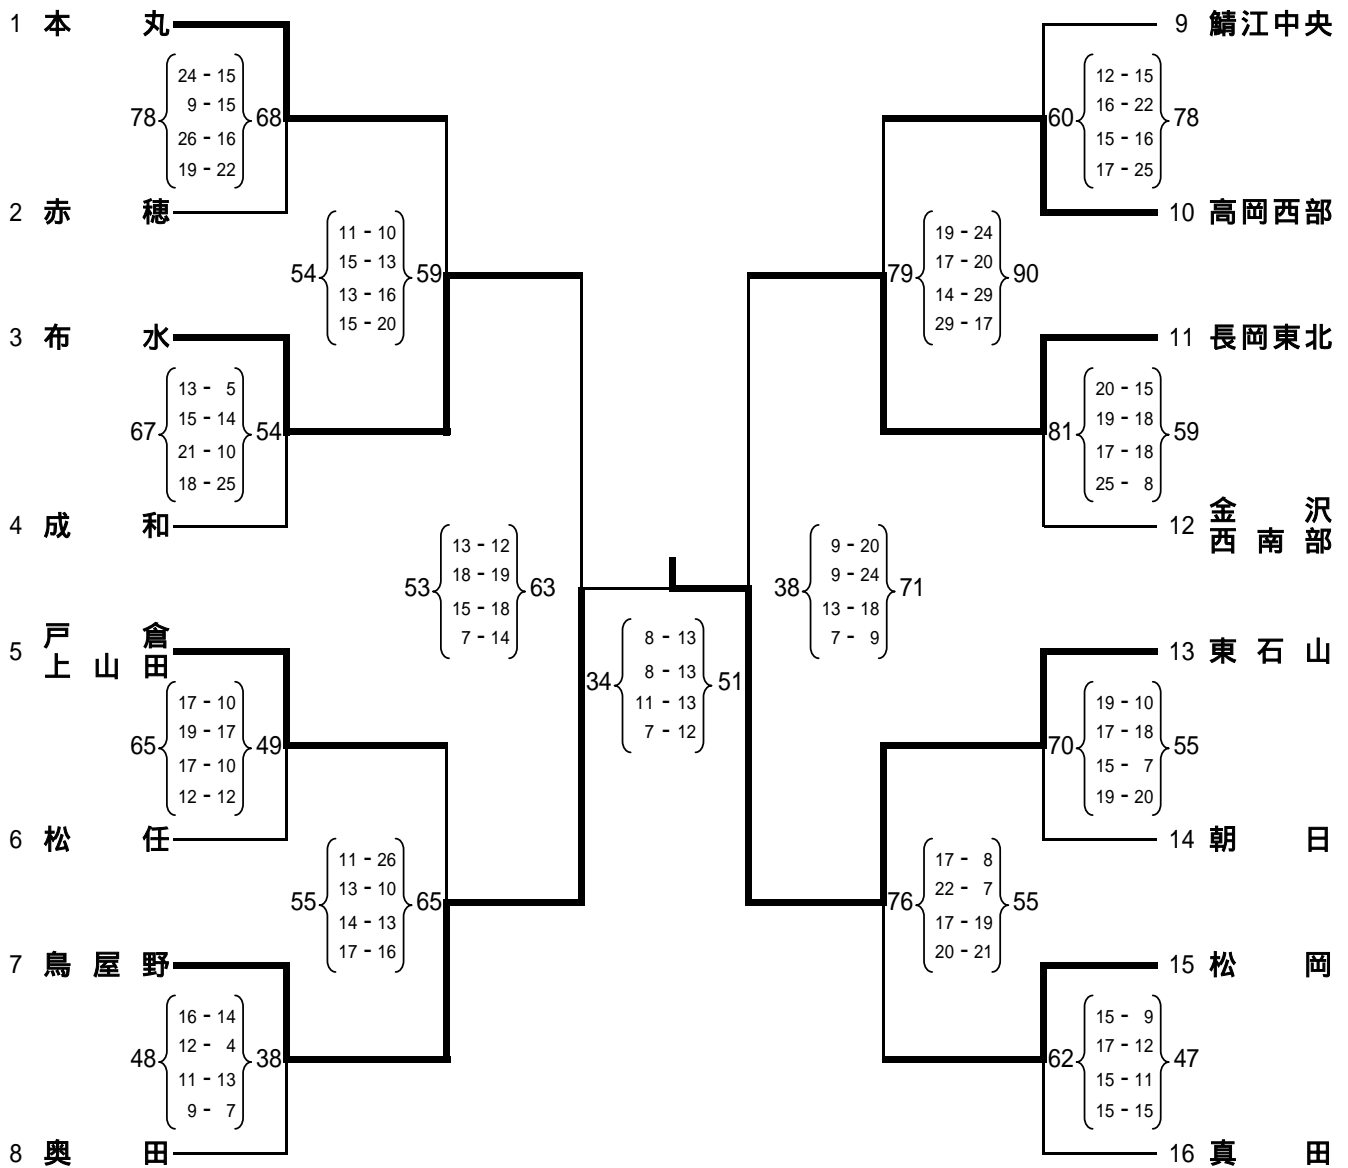 1 本丸
24 - 15
9 - 15
78 68
26 - 16
19 - 22
2 赤穂
11 - 10
15 - 13
54 59
13 - 16
15 - 20
3 布水
13 - 5
15 - 14
67 54
21 - 10
18 - 25
4 成和
13 - 12
18 - 19
53 63
15 - 18
7 - 14
5 戸倉
上山田
17 - 10
19 - 17
65 49
17 - 10
12 - 12
6 松任
11 - 26
13 - 10
55 65
14 - 13
17 - 16
7 鳥屋野
16 - 14
12 - 4
48 38
11 - 13
9 - 7
8 奥田
8 - 13
8 - 13
34 51
11 - 13
7 - 12
9 鯖江中央
12 - 15
16 - 22
60 78
15 - 16
17 - 25
10 高岡西部
19 - 24
17 - 20
79 90
14 - 29
29 - 17
11 長岡東北
20 - 15
19 - 18
81 59
17 - 18
25 - 8
12 金沢
西南部
9 - 20
9 - 24
38 71
13 - 18
7 - 9
13 東石山
19 - 10
17 - 18
70 55
15 - 7
19 - 20
14 朝日
17 - 8
22 - 7
76 55
17 - 19
20 - 21
15 松岡
15 - 9
17 - 12
62 47
15 - 11
15 - 15
16 真田